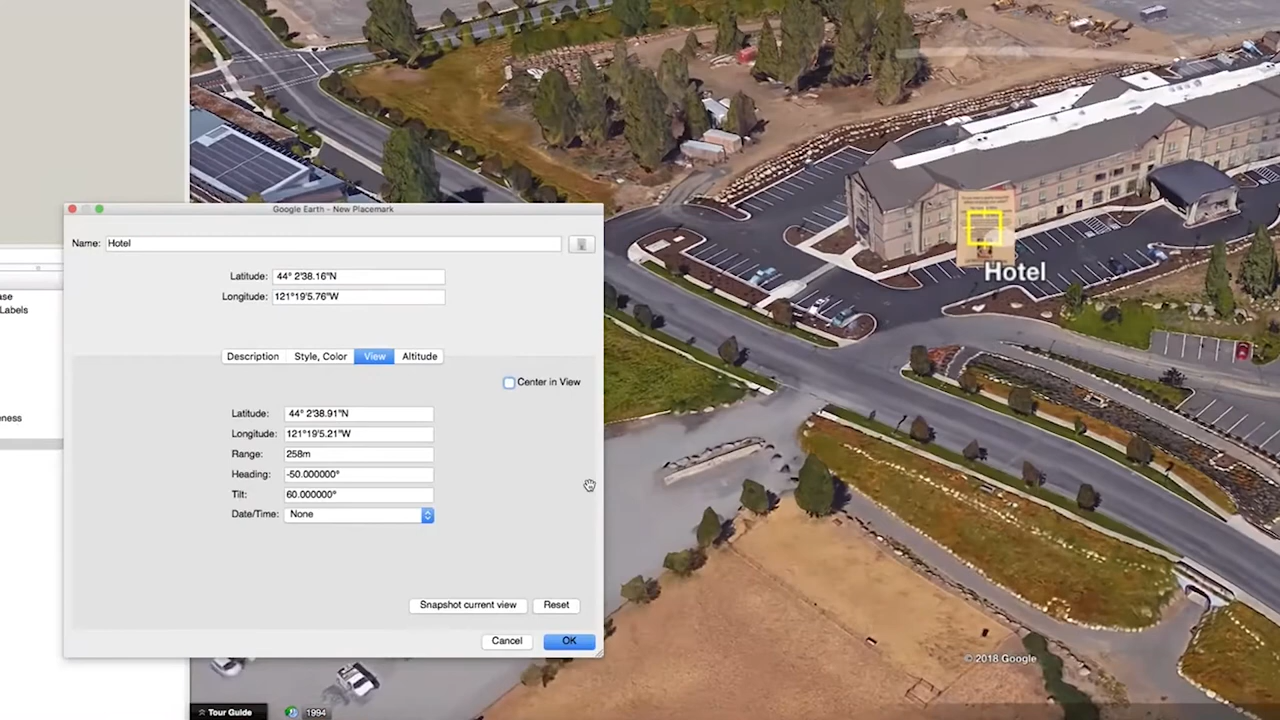 Google Earth - New Placemark
Name: Hotel
Latitude: 44° 2'38.16"N
Longitude: 121°19'5.76"W
ase
Labels
Description Style, Color View Altitude
Center in View
Latitude: 44° 2'38.91"N
Longitude: 121°19'5.21"W
Range: 258m
Heading: -50.000000°
Tilt: 60.000000°
Date/Time: None
eness
Snapshot current view Reset
Cancel OK
Hotel
© 2018 Google
Tour Guide 1994